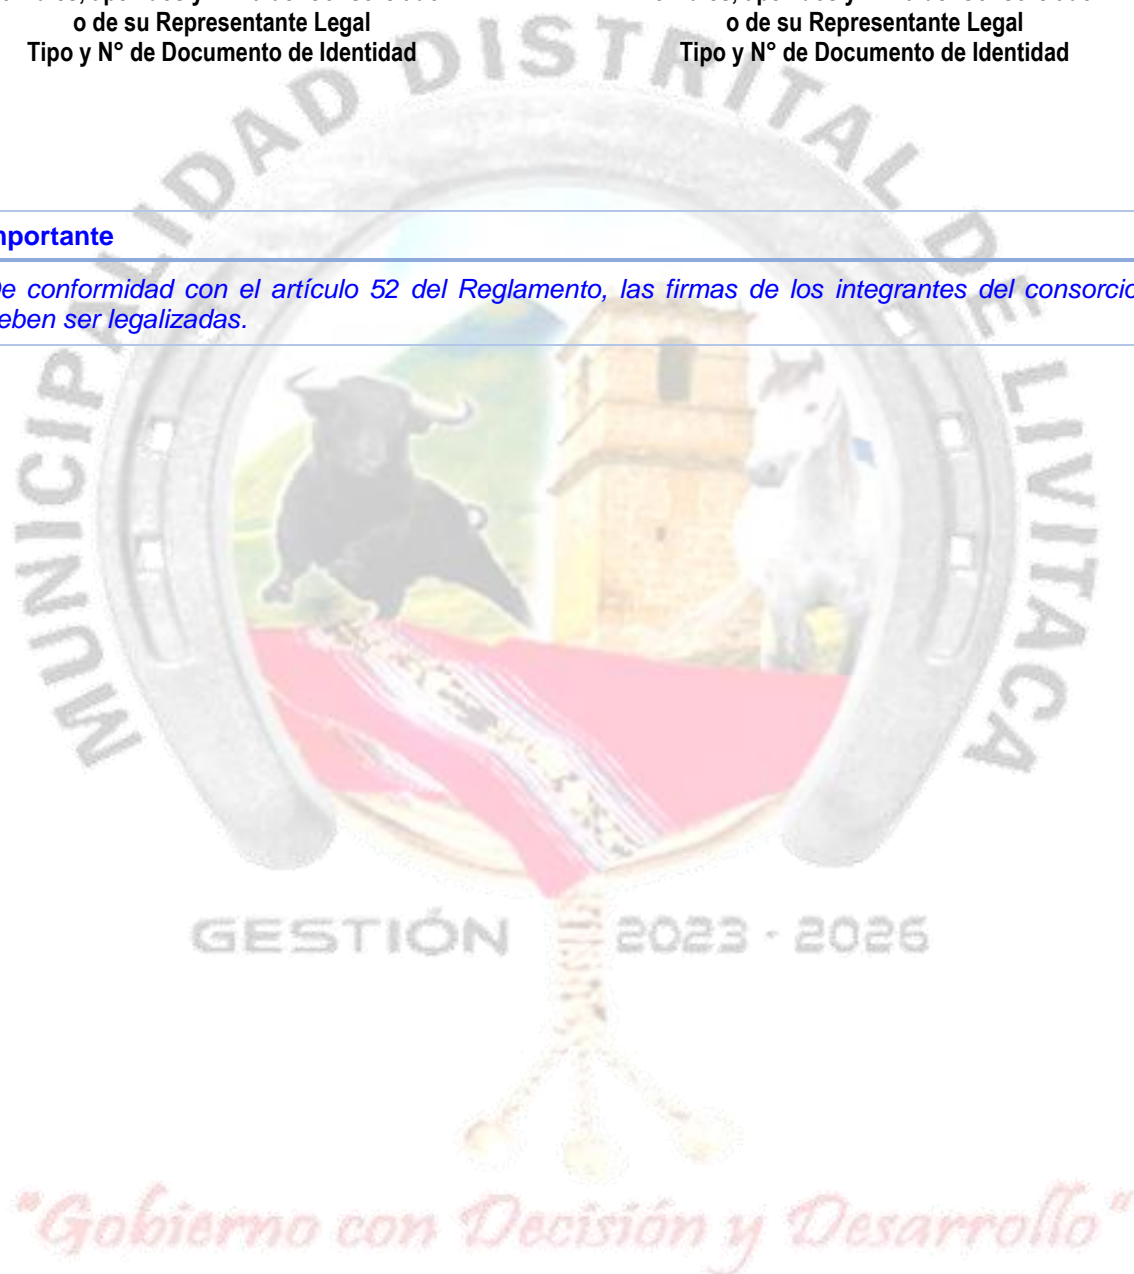 o de su Representante Legal
Tipo y N° de Documento de Identidad
o de su Representante Legal
Tipo y N° de Documento de Identidad
MUNICIPALIDAD DISTRITAL DE LIVITACA
mportante
e conformidad con el artículo 52 del Reglamento, las firmas de los integrantes del consorcio
eben ser legalizadas.
GESTIÓN 2023 - 2026
"Gobierno con Decisión y Desarrollo"